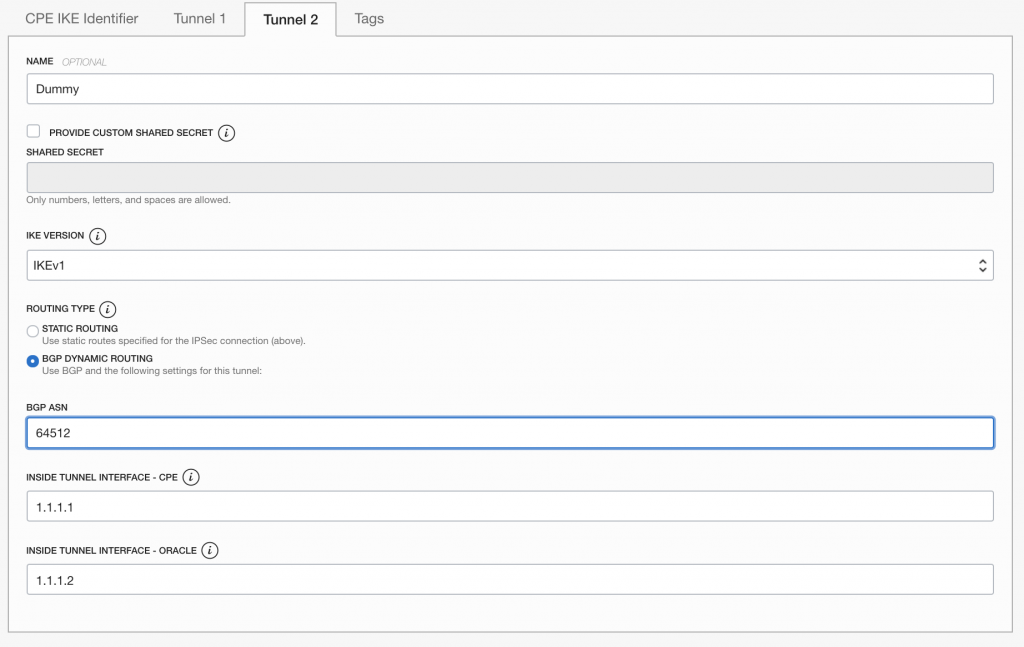 CPE IKE Identifier Tunnel 1 Tunnel 2 Tags
NAME OPTIONAL
Dummy
PROVIDE CUSTOM SHARED SECRET i
SHARED SECRET
Only numbers, letters, and spaces are allowed.
IKE VERSION i
IKEv1
ROUTING TYPE i
STATIC ROUTING
Use static routes specified for the IPSec connection (above).
BGP DYNAMIC ROUTING
Use BGP and the following settings for this tunnel:
BGP ASN
64512
INSIDE TUNNEL INTERFACE - CPE i
1.1.1.1
INSIDE TUNNEL INTERFACE - ORACLE i
1.1.1.2